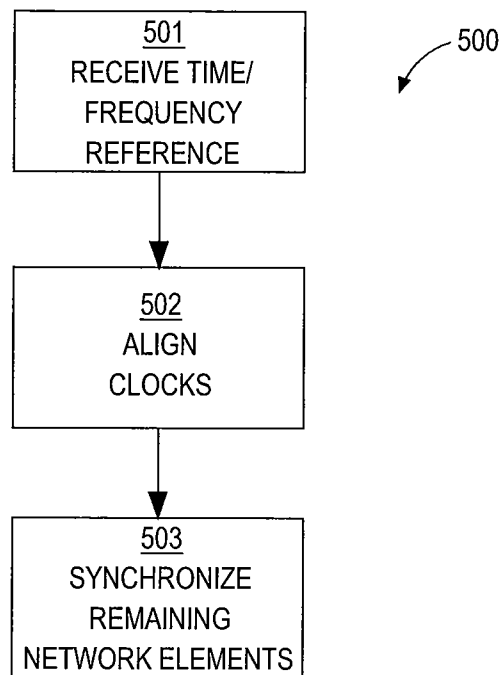 501
RECEIVE TIME/
FREQUENCY
REFERENCE
500
502
ALIGN
CLOCKS
503
SYNCHRONIZE
REMAINING
NETWORK ELEMENTS